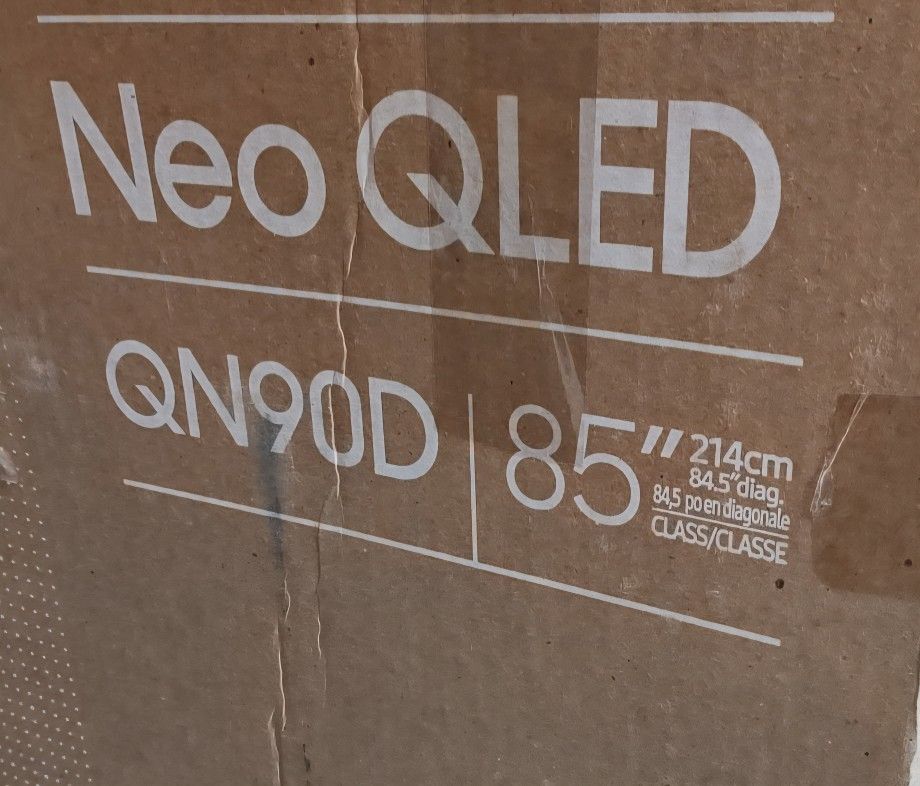 Neo QLED
QN90D 85" 214cm
84.5"diag.
84,5 po en diagonale
CLASS/CLASSE